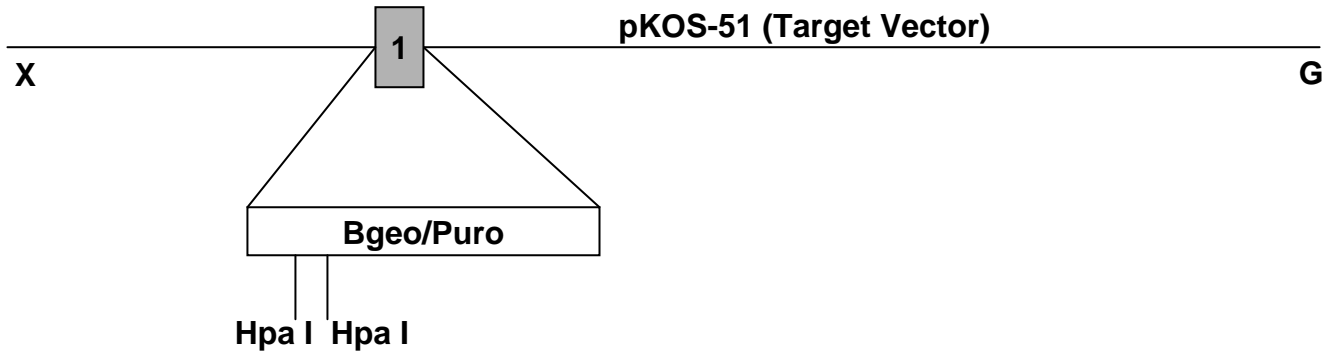 pKOS-51 (Target Vector)
1
X
G
Bgeo/Puro
Hpa I Hpa I